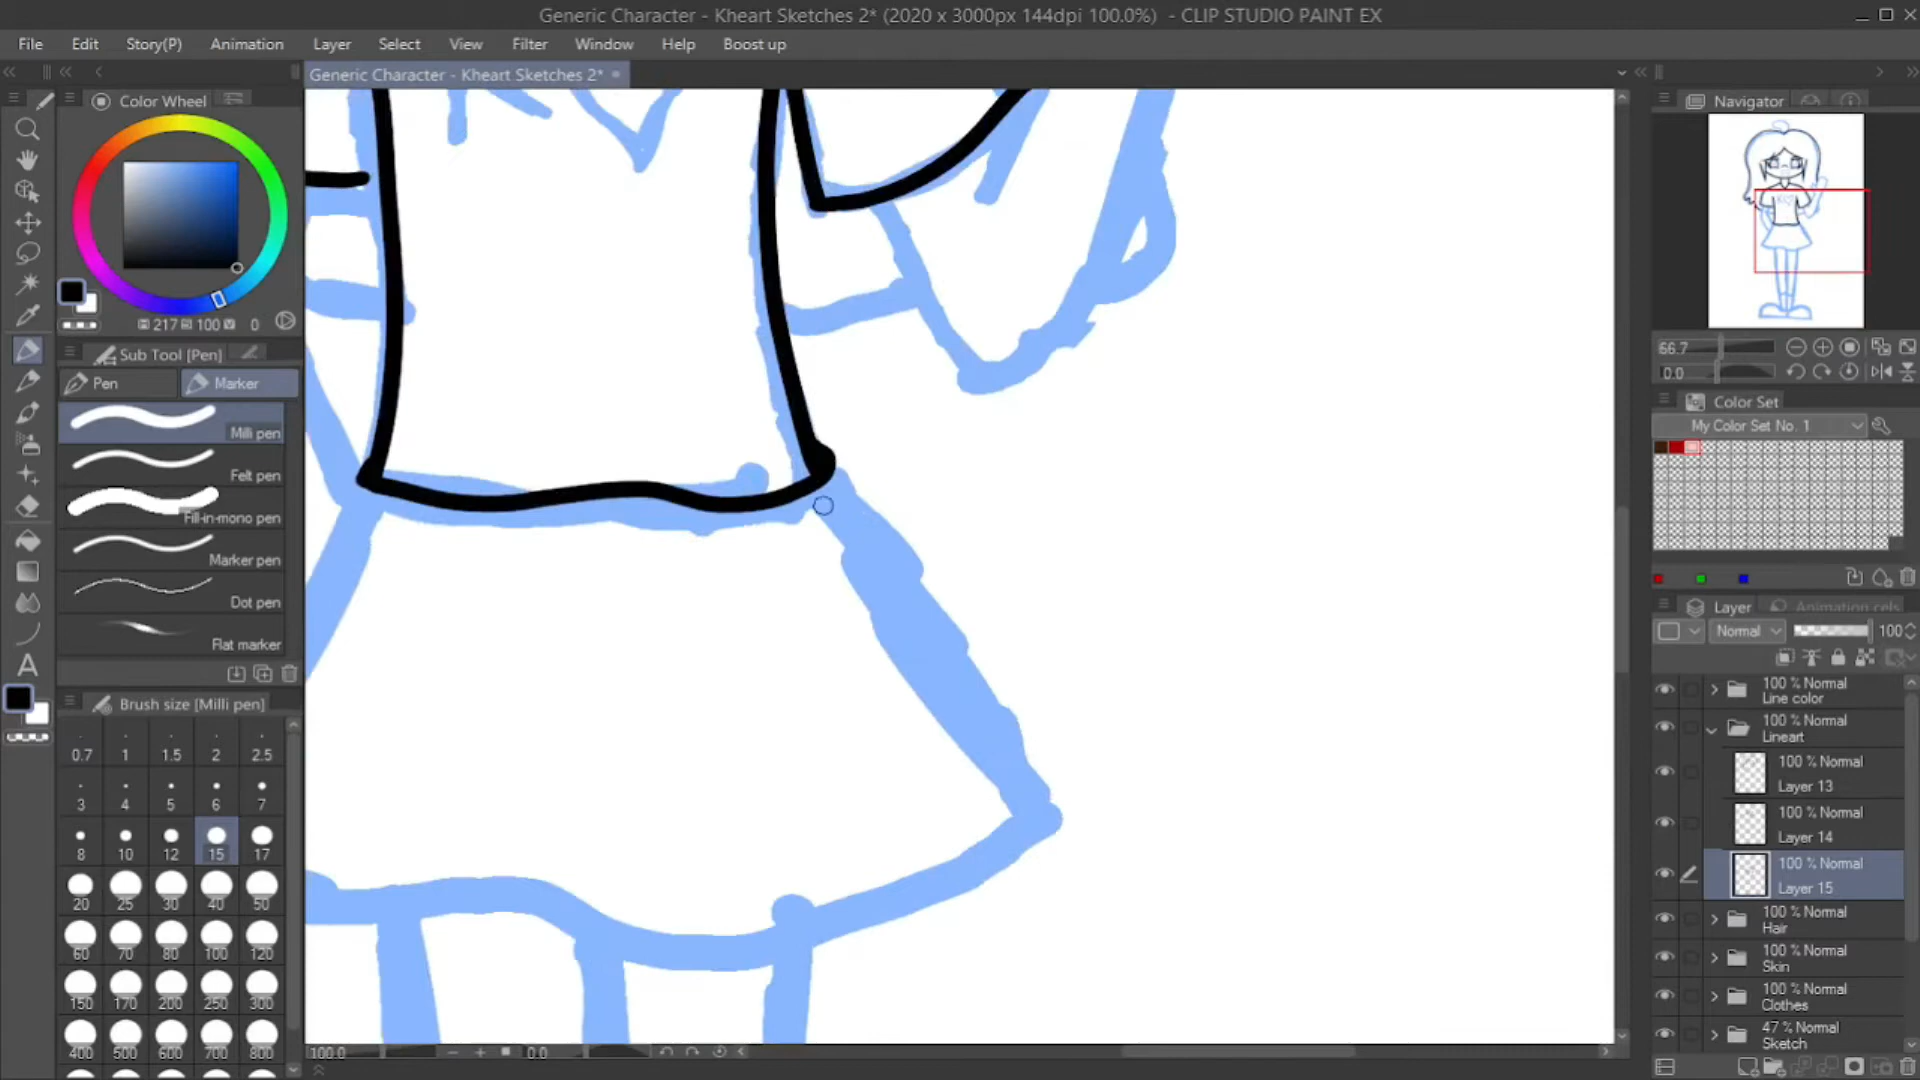 Generic Character - Kheart Sketches 2* (2020 x 3000px 144dpi 100.0%) - CLIP STUDIO PAINT EX
File Edit Story(P) Animation Layer Select View Filter Window Help Boost up
Generic Character - Kheart Sketches 2*
Color Wheel
217 100 0
Sub Tool [Pen]
Pen Marker
Milli pen
Felt pen
Fill-in-mono pen
Marker pen
Dot pen
Flat marker
Brush size [Milli pen]
0.7 1 1.5 2 2.5
3 4 5 6 7
8 10 12 15 17
20 25 30 40 50
60 70 80 100 120
150 170 200 250 300
400 500 600 700 800
100.0 0.0
Navigator
66.7
0.0
Color Set
My Color Set No. 1
Layer Animation cels
Normal 100
100 % Normal
Line color
100 % Normal
Lineart
100 % Normal
Layer 13
100 % Normal
Layer 14
100 % Normal
Layer 15
100 % Normal
Hair
100 % Normal
Skin
100 % Normal
Clothes
47 % Normal
Sketch